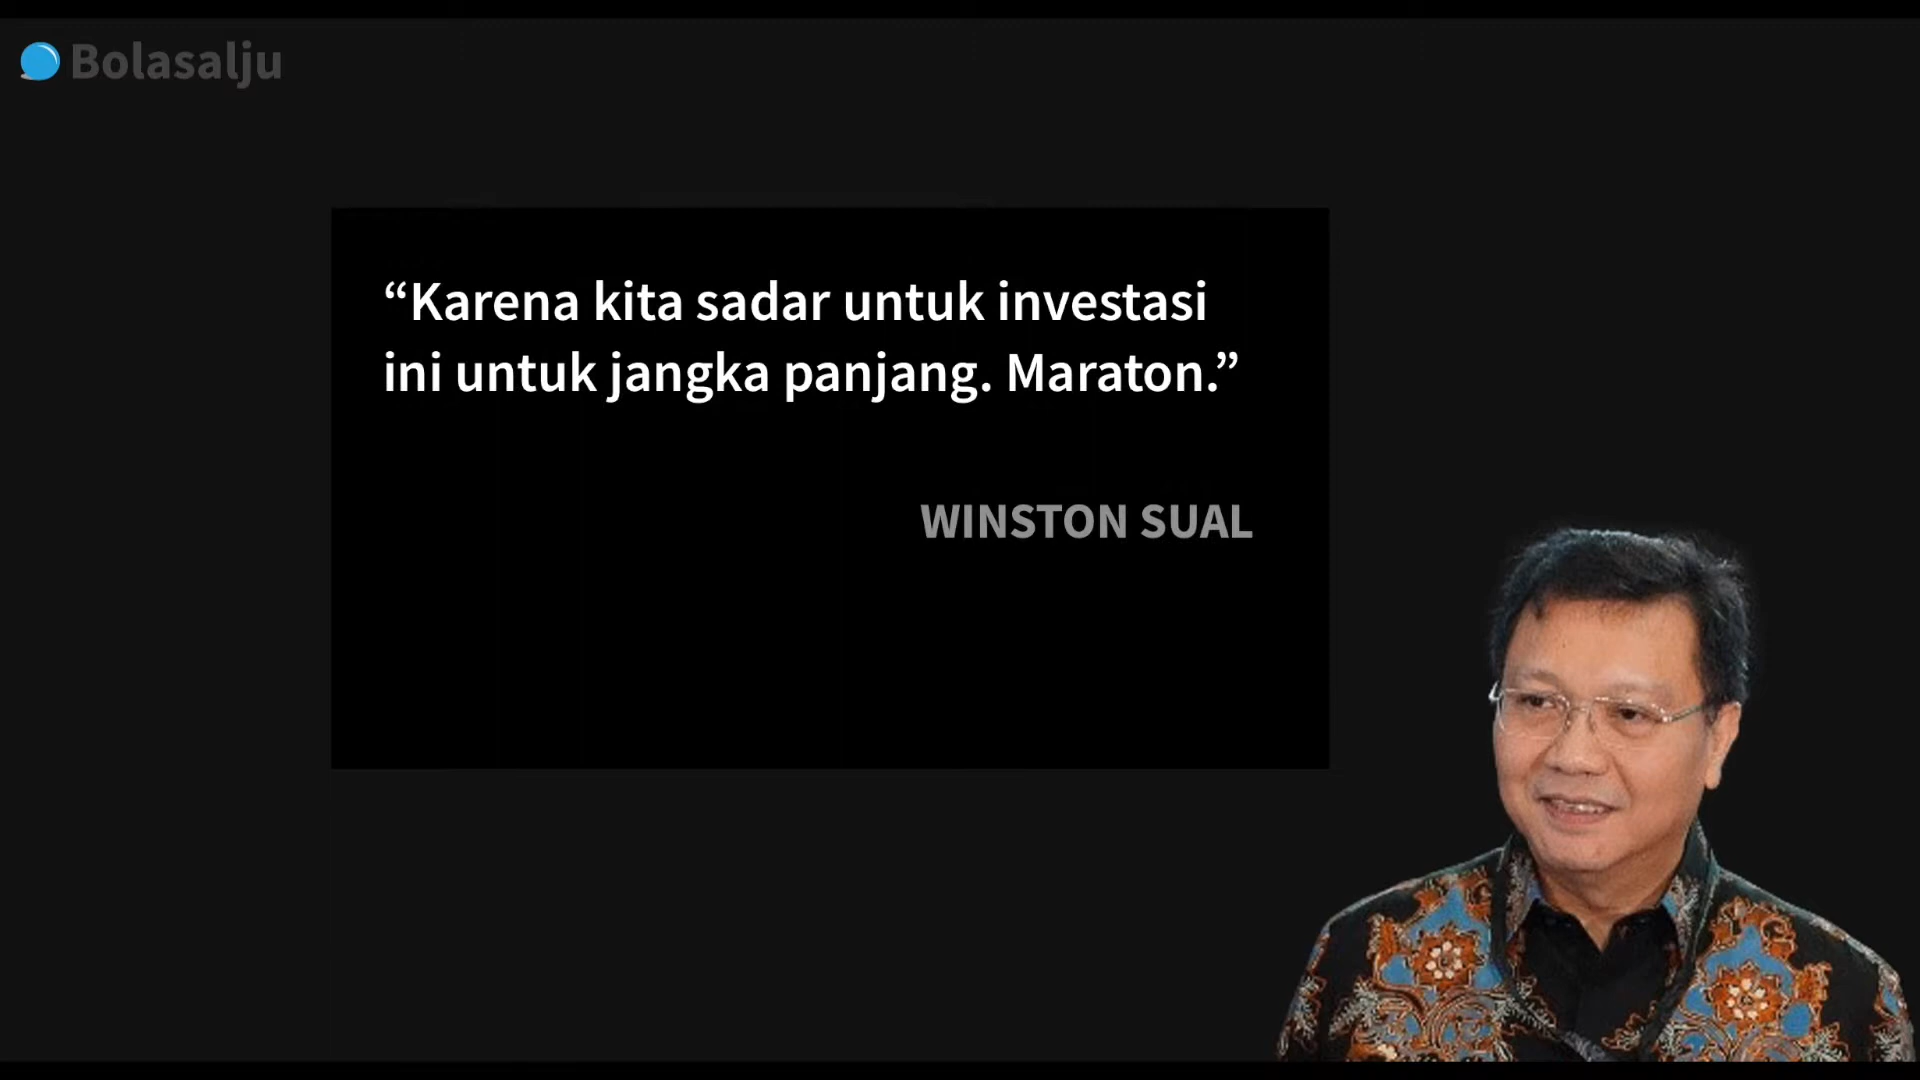 Bolasalju
“Karena kita sadar untuk investasi
ini untuk jangka panjang. Maraton.”
WINSTON SUAL